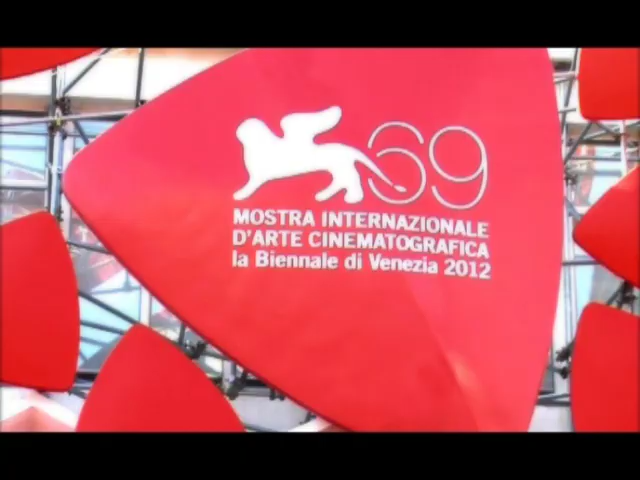 69
MOSTRA INTERNAZIONALE
D'ARTE CINEMATOGRAFICA
la Biennale di Venezia 2012